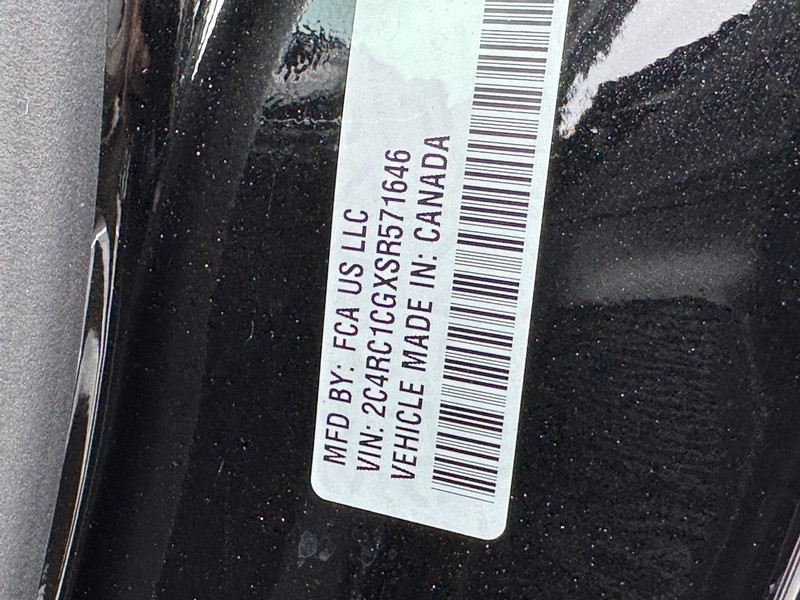 MFD BY: FCA US LLC
VIN: 2C4RC1CGXSR571646
VEHICLE MADE IN: CANADA